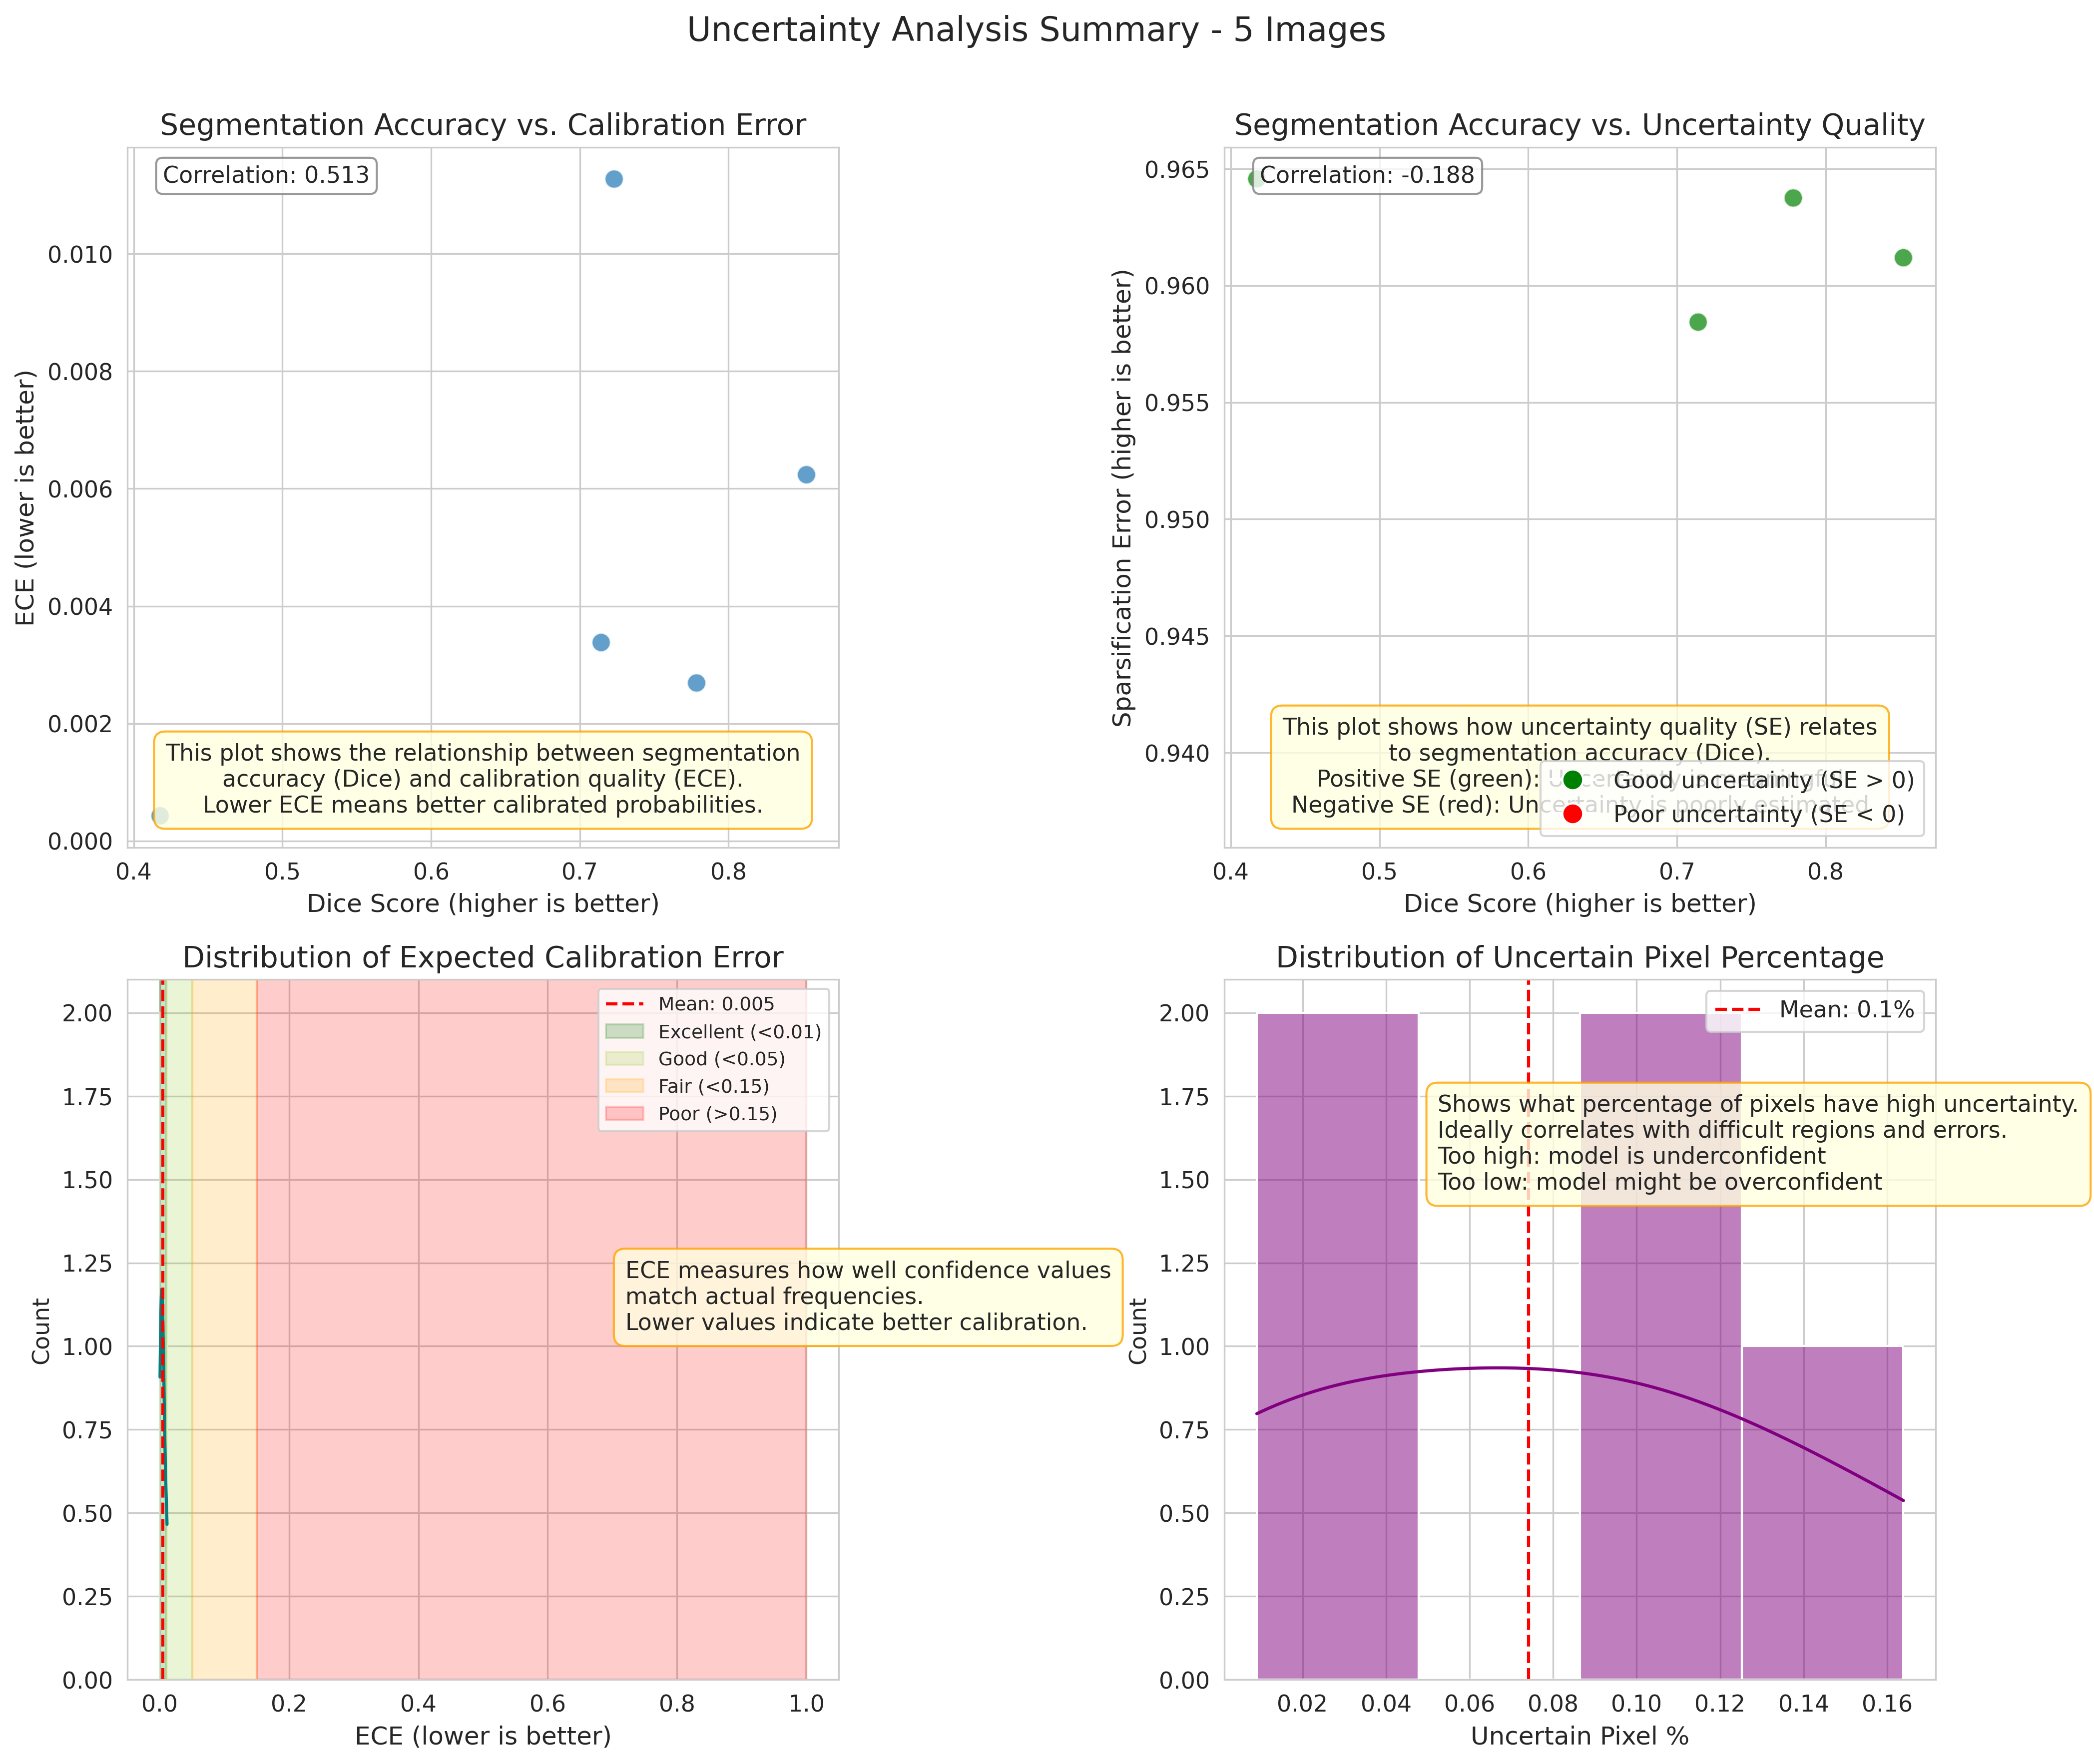 Uncertainty Analysis Summary - 5 Images
Segmentation Accuracy vs. Calibration Error
Correlation: 0.513
ECE (lower is better)
0.010
0.008
0.006
0.004
0.002
0.000
This plot shows the relationship between segmentation
accuracy (Dice) and calibration quality (ECE).
Lower ECE means better calibrated probabilities.
0.4 0.5 0.6 0.7 0.8
Dice Score (higher is better)
Segmentation Accuracy vs. Uncertainty Quality
Correlation: -0.188
Sparsification Error (higher is better)
0.965
0.960
0.955
0.950
0.945
0.940
This plot shows how uncertainty quality (SE) relates
to segmentation accuracy (Dice).
Positive SE (green): Uncertainty is meaningful
Negative SE (red): Uncertainty is poorly estimated
Good uncertainty (SE > 0)
Poor uncertainty (SE < 0)
0.4 0.5 0.6 0.7 0.8
Dice Score (higher is better)
Distribution of Expected Calibration Error
Count
2.00
1.75
1.50
1.25
1.00
0.75
0.50
0.25
0.00
Mean: 0.005
Excellent (<0.01)
Good (<0.05)
Fair (<0.15)
Poor (>0.15)
ECE measures how well confidence values
match actual frequencies.
Lower values indicate better calibration.
0.0 0.2 0.4 0.6 0.8 1.0
ECE (lower is better)
Distribution of Uncertain Pixel Percentage
Count
2.00
1.75
1.50
1.25
1.00
0.75
0.50
0.25
0.00
Mean: 0.1%
Shows what percentage of pixels have high uncertainty.
Ideally correlates with difficult regions and errors.
Too high: model is underconfident
Too low: model might be overconfident
0.02 0.04 0.06 0.08 0.10 0.12 0.14 0.16
Uncertain Pixel %